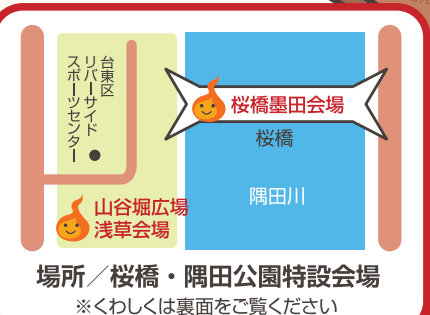 台東区
リバーサイド
スポーツセンター
桜橋墨田会場
桜橋
隅田川
山谷堀広場
浅草会場
場所／桜橋・隅田公園特設会場
※くわしくは裏面をご覧ください